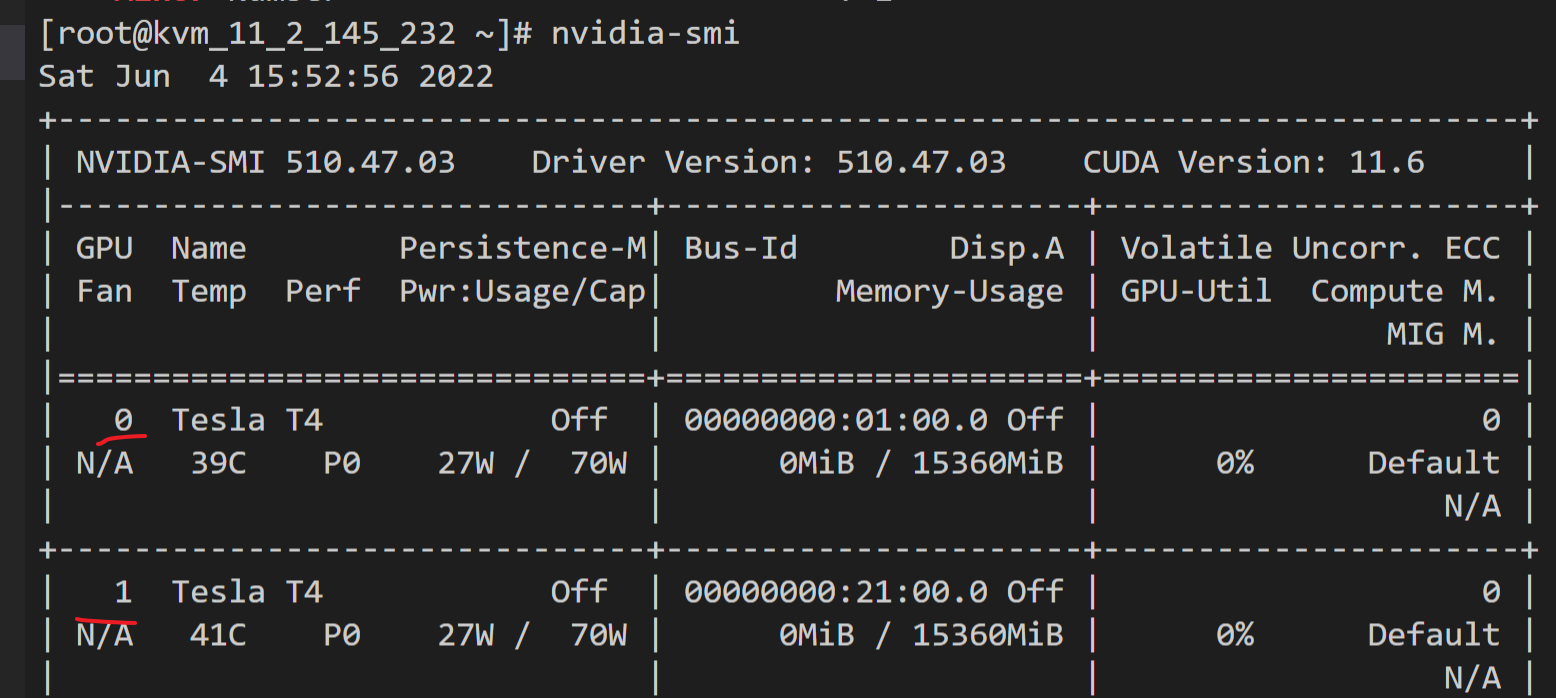 [root@kvm_11_2_145_232 ~]# nvidia-smi
Sat Jun  4 15:52:56 2022
+-----------------------------------------------------------------------------+
| NVIDIA-SMI 510.47.03    Driver Version: 510.47.03    CUDA Version: 11.6     |
|-------------------------------+----------------------+----------------------+
| GPU  Name        Persistence-M| Bus-Id        Disp.A | Volatile Uncorr. ECC |
| Fan  Temp  Perf  Pwr:Usage/Cap|         Memory-Usage | GPU-Util  Compute M. |
|                               |                      |               MIG M. |
|===============================+======================+======================|
|   0  Tesla T4            Off  | 00000000:01:00.0 Off |                    0 |
| N/A   39C    P0    27W /  70W |      0MiB / 15360MiB |      0%      Default |
|                               |                      |                  N/A |
+-------------------------------+----------------------+----------------------+
|   1  Tesla T4            Off  | 00000000:21:00.0 Off |                    0 |
| N/A   41C    P0    27W /  70W |      0MiB / 15360MiB |      0%      Default |
|                               |                      |                  N/A |